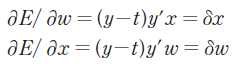 ∂E/ ∂w = (y−t)y′x = δx
∂E/ ∂x = (y−t)y′w = δw